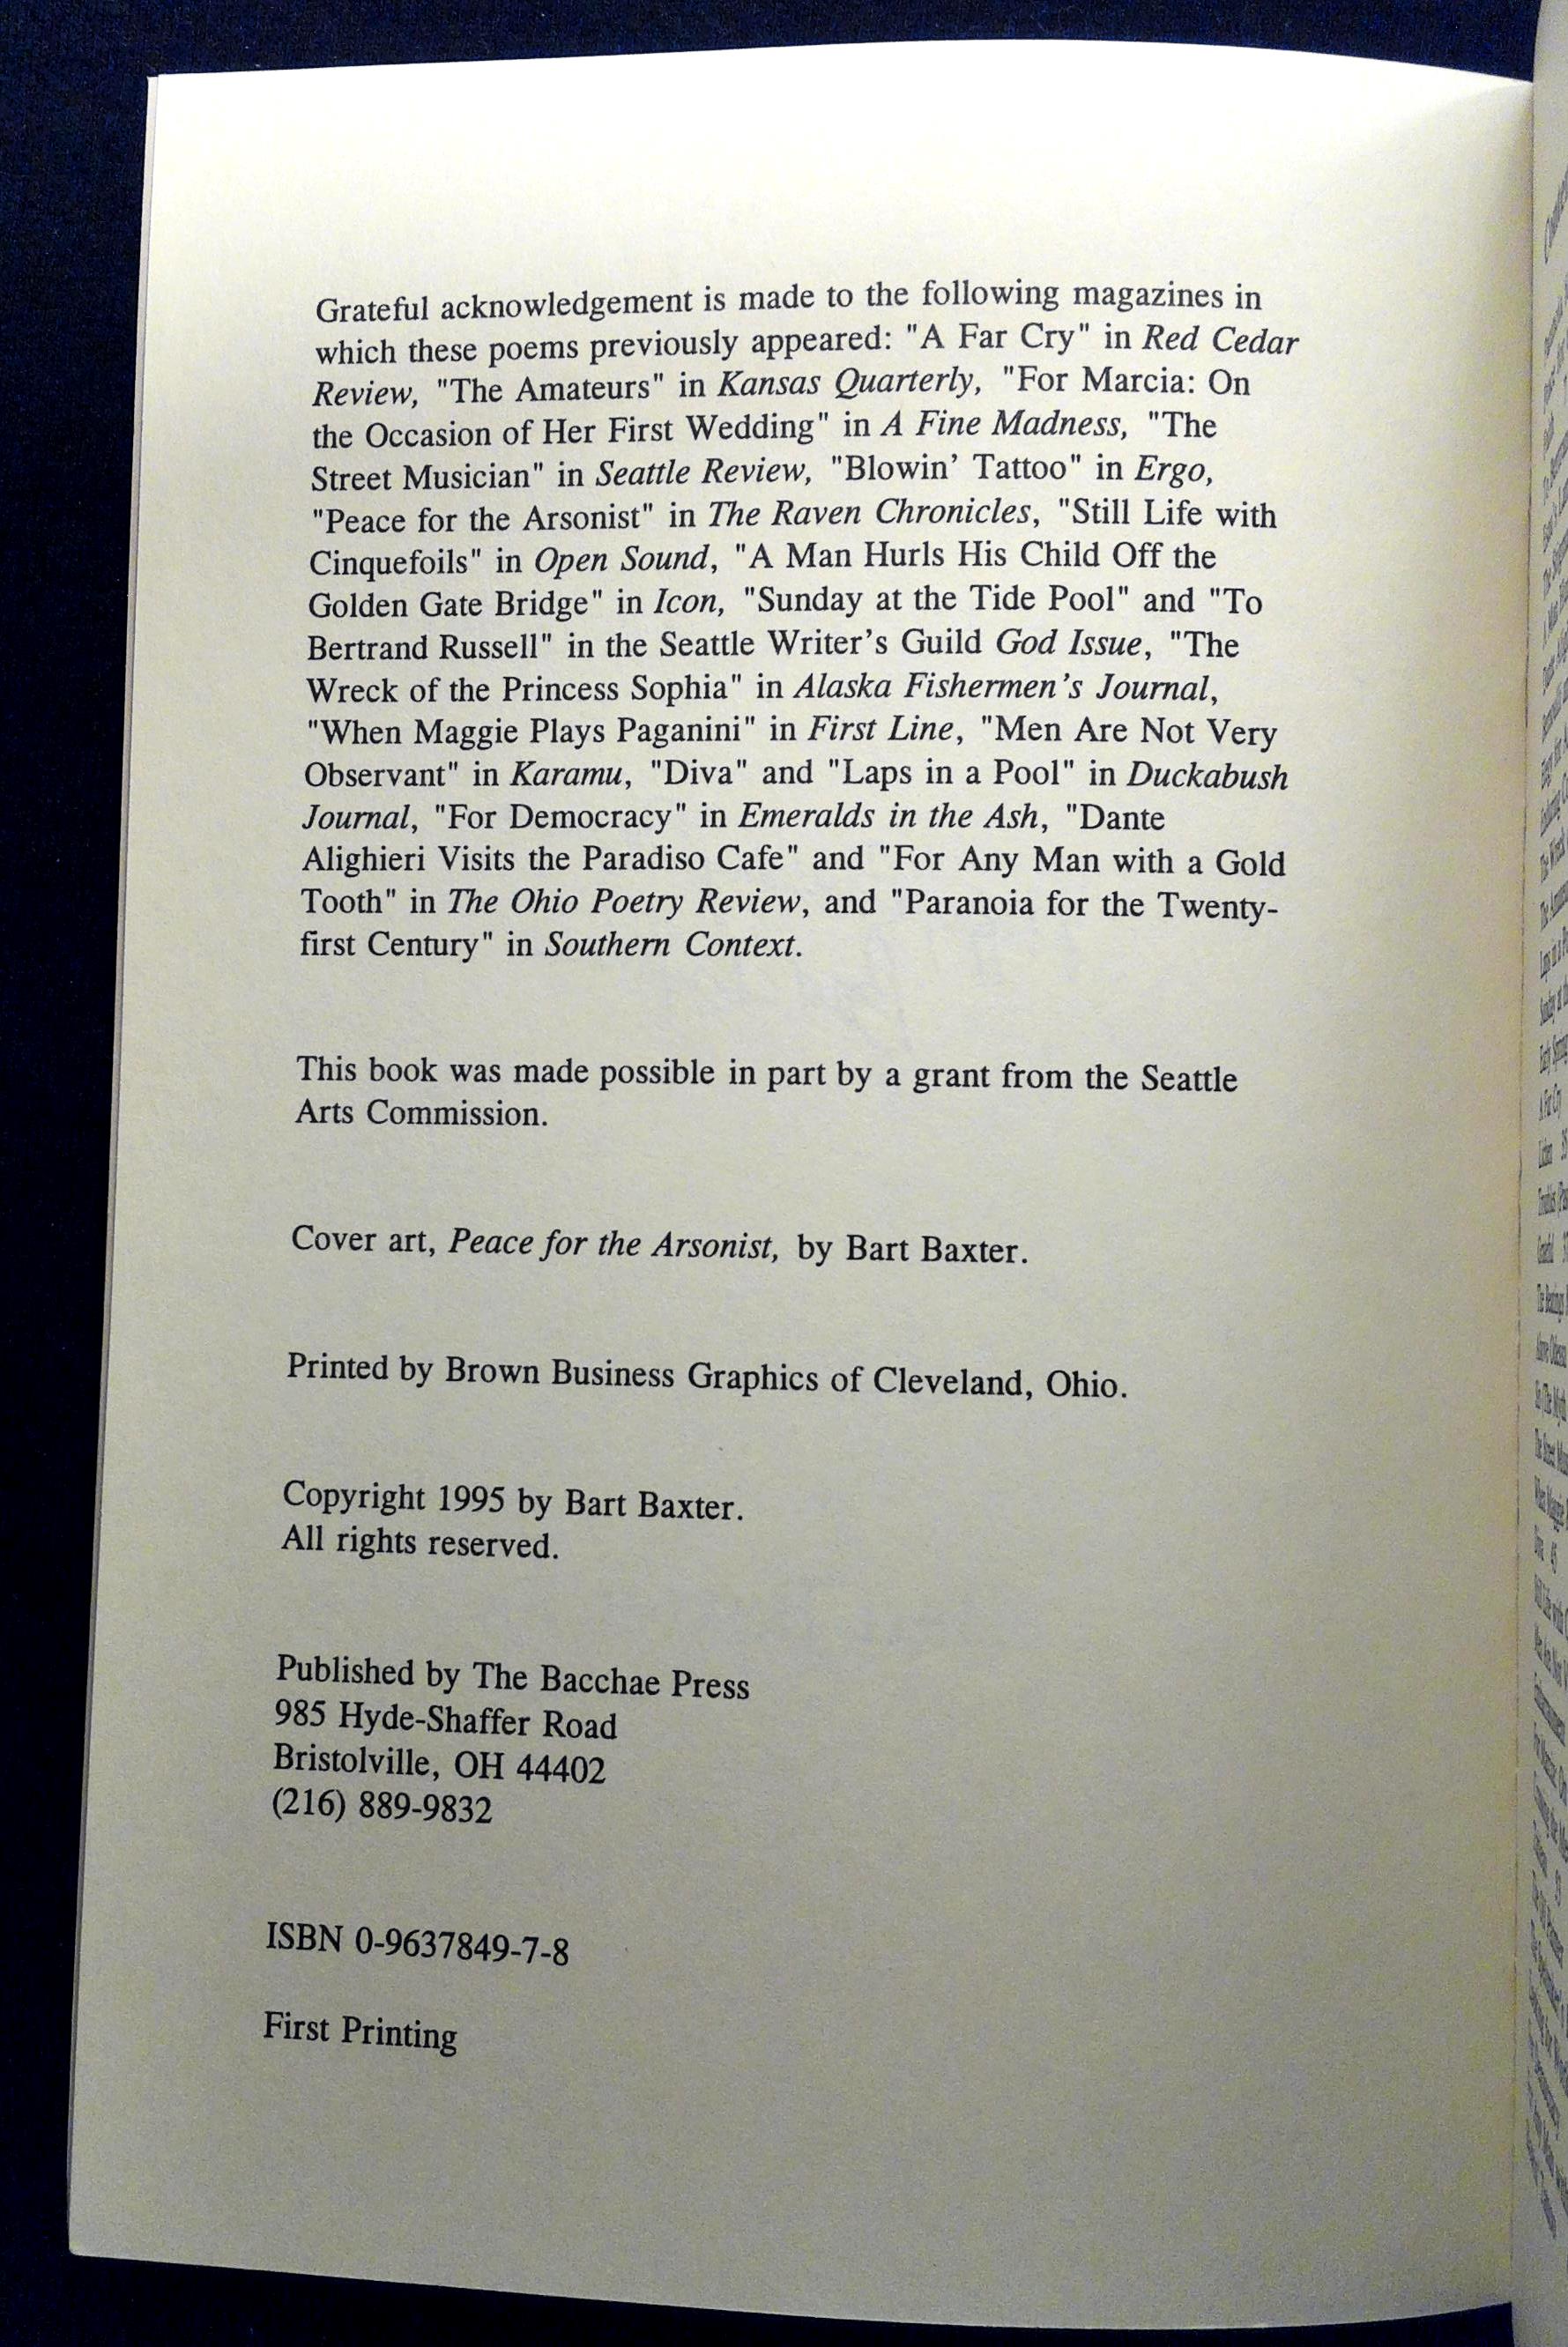 Grateful acknowledgement is made to the following magazines in
which these poems previously appeared: "A Far Cry" in Red Cedar
Review, "The Amateurs" in Kansas Quarterly, "For Marcia: On
the Occasion of Her First Wedding" in A Fine Madness, "The
Street Musician" in Seattle Review, "Blowin' Tattoo" in Ergo,
"Peace for the Arsonist" in The Raven Chronicles, "Still Life with
Cinquefoils" in Open Sound, "A Man Hurls His Child Off the
Golden Gate Bridge" in Icon, "Sunday at the Tide Pool" and "To
Bertrand Russell" in the Seattle Writer's Guild God Issue, "The
Wreck of the Princess Sophia" in Alaska Fishermen's Journal,
"When Maggie Plays Paganini" in First Line, "Men Are Not Very
Observant" in Karamu, "Diva" and "Laps in a Pool" in Duckabush
Journal, "For Democracy" in Emeralds in the Ash, "Dante
Alighieri Visits the Paradiso Cafe" and "For Any Man with a Gold
Tooth" in The Ohio Poetry Review, and "Paranoia for the Twenty-
first Century" in Southern Context.
This book was made possible in part by a grant from the Seattle
Arts Commission.
Cover art, Peace for the Arsonist, by Bart Baxter.
Printed by Brown Business Graphics of Cleveland, Ohio.
Copyright 1995 by Bart Baxter.
All rights reserved.
Published by The Bacchae Press
985 Hyde-Shaffer Road
Bristolville, OH 44402
(216) 889-9832
ISBN 0-9637849-7-8
First Printing